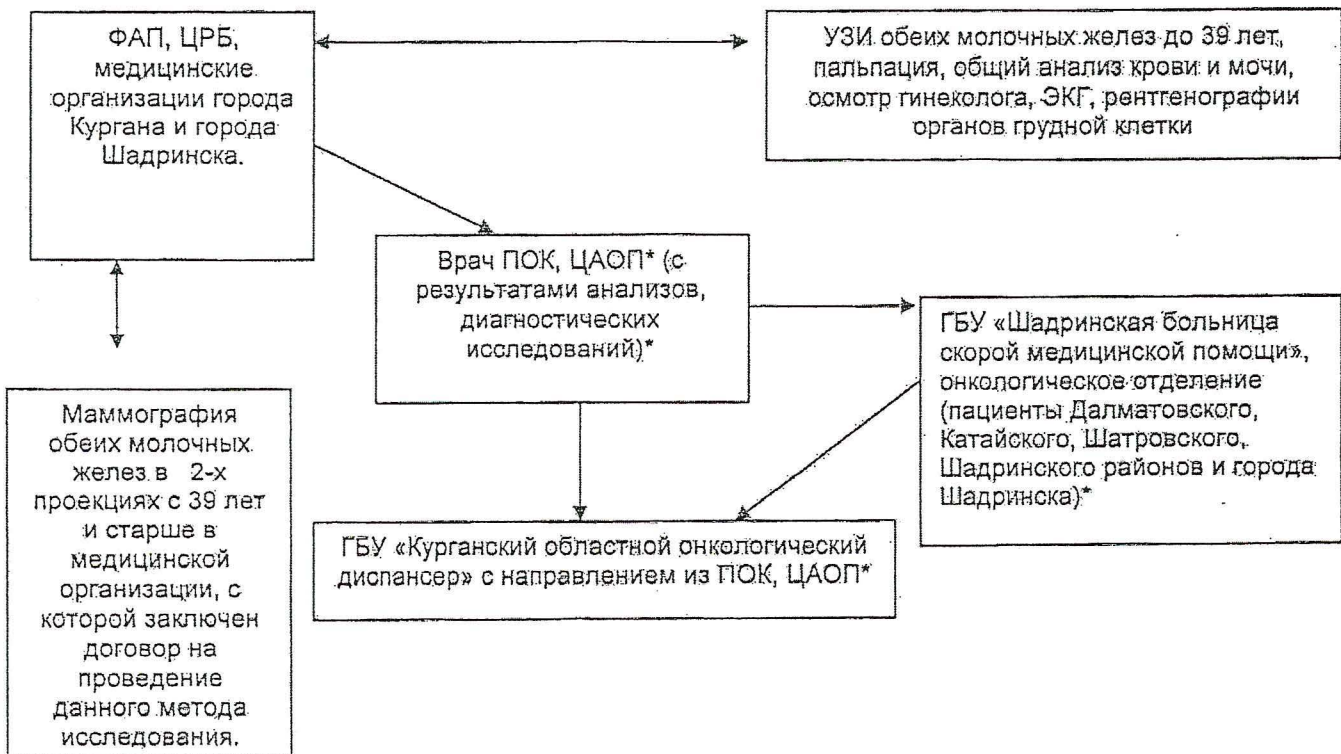 ФАП, ЦРБ,
медицинские
организации города
Кургана и города
Шадринска.
УЗИ обеих молочных желез до 39 лет,
пальпация, общий анализ крови и мочи,
осмотр гинеколога, ЭКГ, рентгенографии
органов грудной клетки
Врач ПОК, ЦАОП* (с
результатами анализов,
диагностических
исследований)*
ГБУ «Шадринская больница
скорой медицинской помощи»,
онкологическое отделение
(пациенты Далматовского,
Катайского, Шатровского,
Шадринского районов и города
Шадринска)*
Маммография
обеих молочных
желез в 2-х
проекциях с 39 лет
и старше в
медицинской
организации, с
которой заключен
договор на
проведение
данного метода
исследования.
ГБУ «Курганский областной онкологический
диспансер» с направлением из ПОК, ЦАОП*